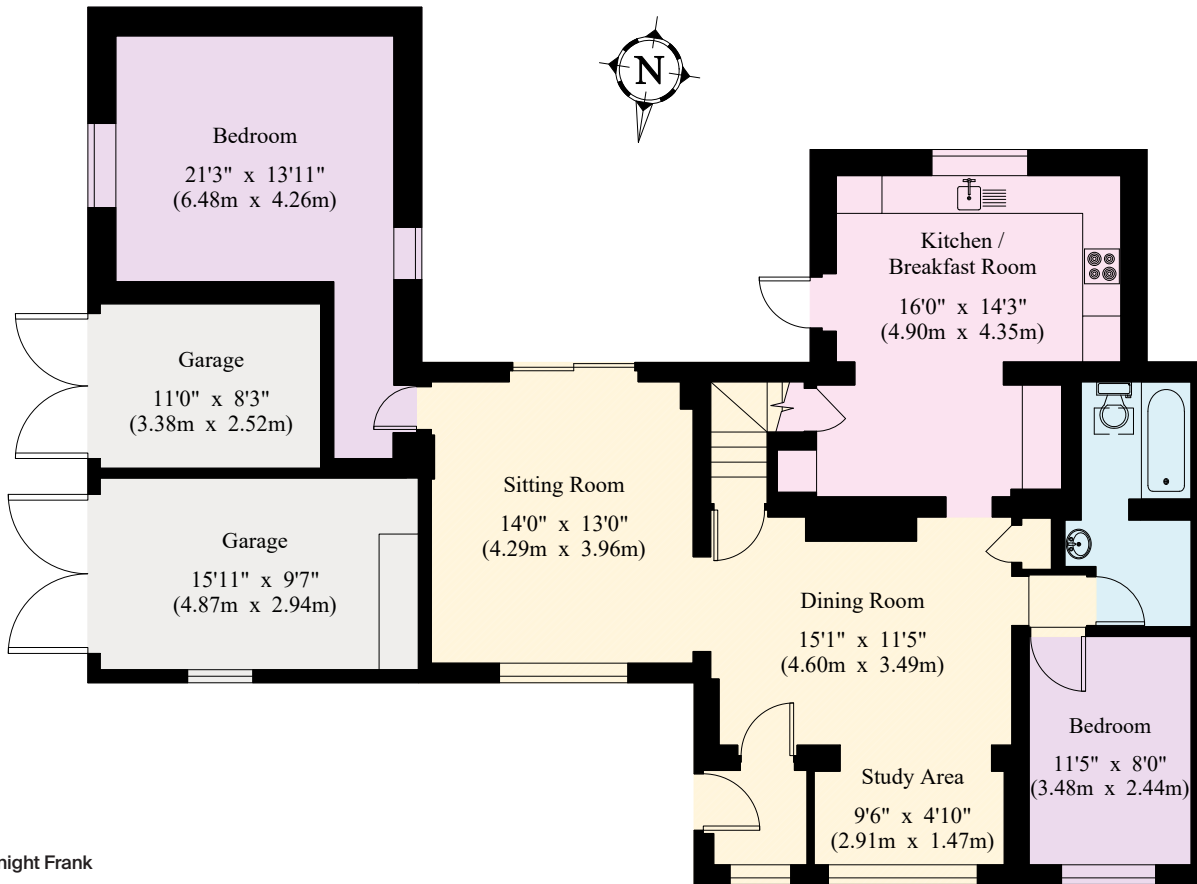 N
Bedroom
21'3" x 13'11"
(6.48m x 4.26m)
Kitchen /
Breakfast Room
16'0" x 14'3"
(4.90m x 4.35m)
Garage
11'0" x 8'3"
(3.38m x 2.52m)
Sitting Room
14'0" x 13'0"
(4.29m x 3.96m)
Garage
15'11" x 9'7"
(4.87m x 2.94m)
Dining Room
15'1" x 11'5"
(4.60m x 3.49m)
Bedroom
11'5" x 8'0"
(3.48m x 2.44m)
Study Area
9'6" x 4'10"
(2.91m x 1.47m)
night Frank